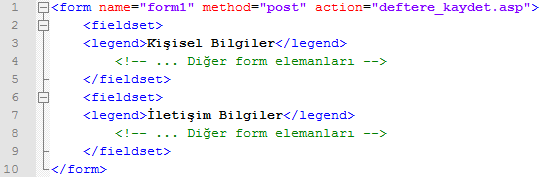 1 <form name="form1" method="post" action="deftere_kaydet.asp">
2 <fieldset>
3 <legend>Kişisel Bilgiler</legend>
4 <!-- ... Diğer form elemanları -->
5 </fieldset>
6 <fieldset>
7 <legend>İletişim Bilgiler</legend>
8 <!-- ... Diğer form elemanları -->
9 </fieldset>
10 </form>